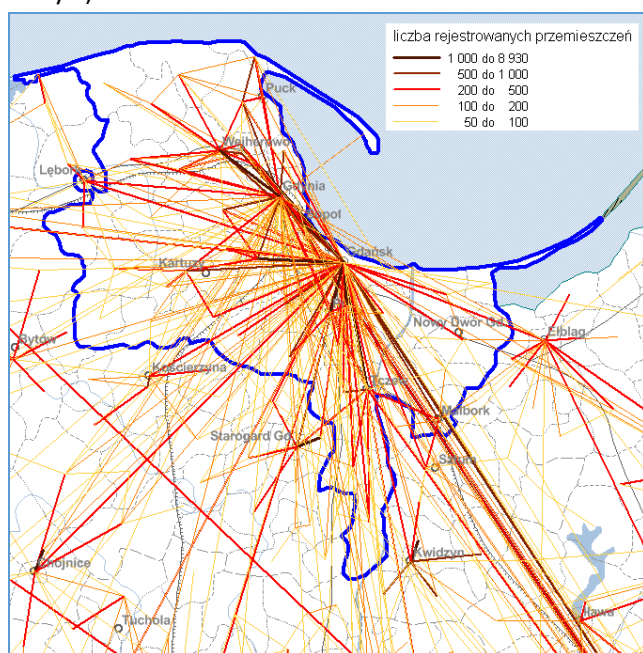 liczba rejestrowanych przemieszczeń
1 000 do 8 930
500 do 1 000
200 do 500
100 do 200
50 do 100
Puck
Wejherowo
Lębork
Gdynia
Sopot
Gdańsk
Kartuzy
Nowy Dwór Gd.
Elbląg
Bytów
Kościerzyna
Tczew
Malbork
Starogard Gd.
Sztum
Kwidzyn
Chojnice
Iława
Tuchola